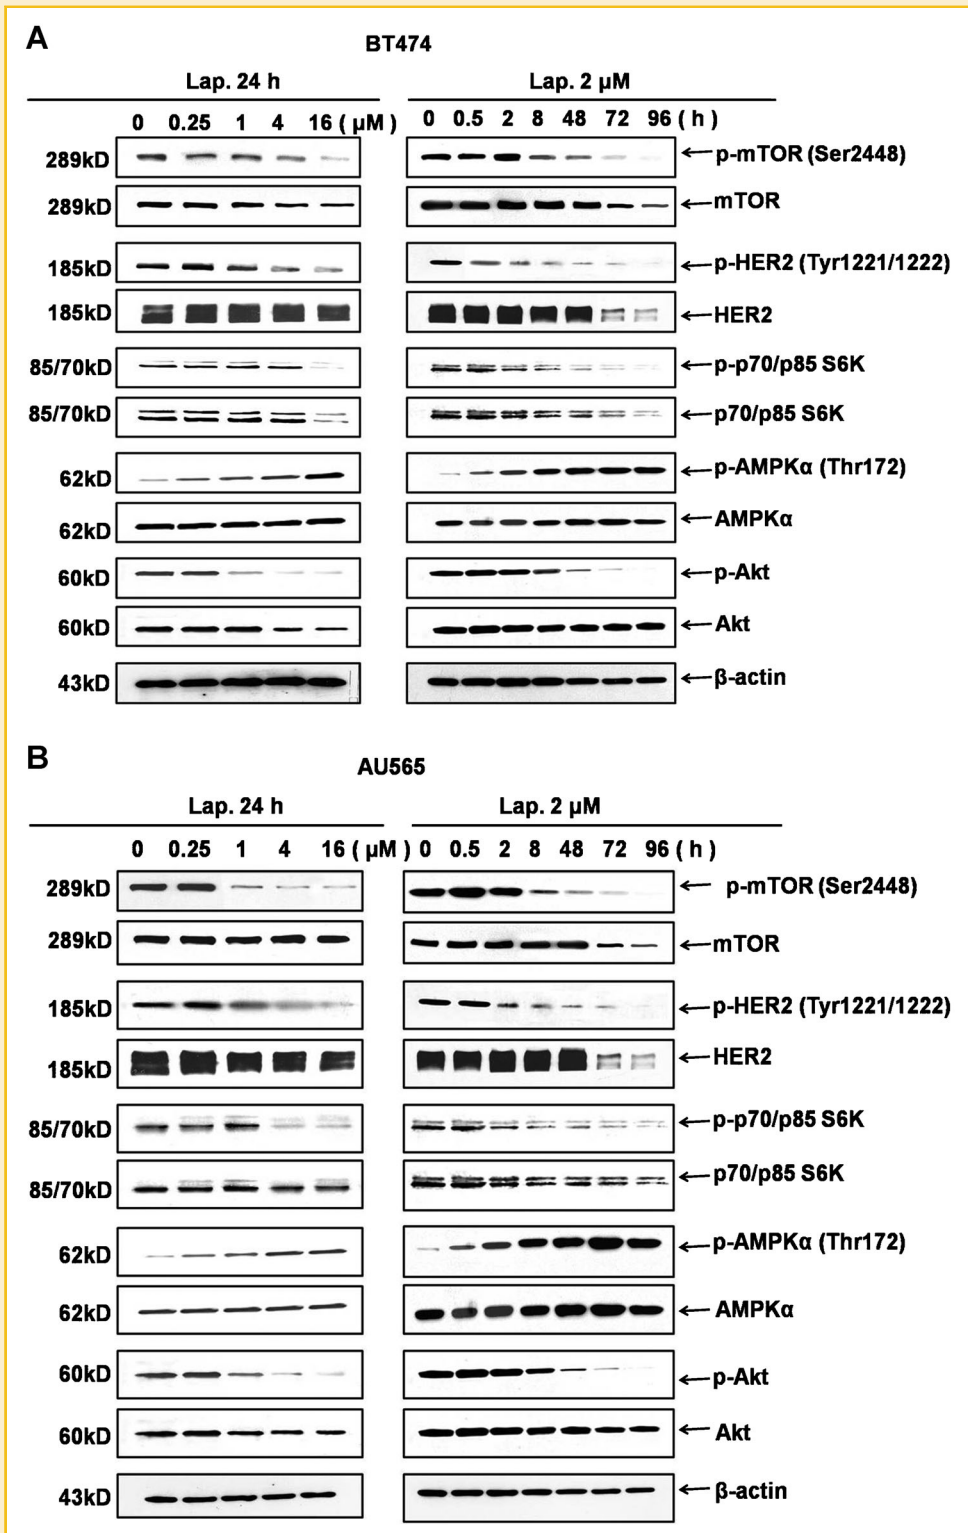 A
BT474
Lap. 24 h
Lap. 2 µM
0 0.25 1 4 16 ( µM )
0 0.5 2 8 48 72 96 ( h )
289kD
p-mTOR (Ser2448)
289kD
mTOR
185kD
p-HER2 (Tyr1221/1222)
185kD
HER2
85/70kD
p-p70/p85 S6K
85/70kD
p70/p85 S6K
62kD
p-AMPKα (Thr172)
62kD
AMPKα
60kD
p-Akt
60kD
Akt
43kD
β-actin
B
AU565
Lap. 24 h
Lap. 2 µM
0 0.25 1 4 16 ( µM )
0 0.5 2 8 48 72 96 ( h )
289kD
p-mTOR (Ser2448)
289kD
mTOR
185kD
p-HER2 (Tyr1221/1222)
185kD
HER2
85/70kD
p-p70/p85 S6K
85/70kD
p70/p85 S6K
62kD
p-AMPKα (Thr172)
62kD
AMPKα
60kD
p-Akt
60kD
Akt
43kD
β-actin